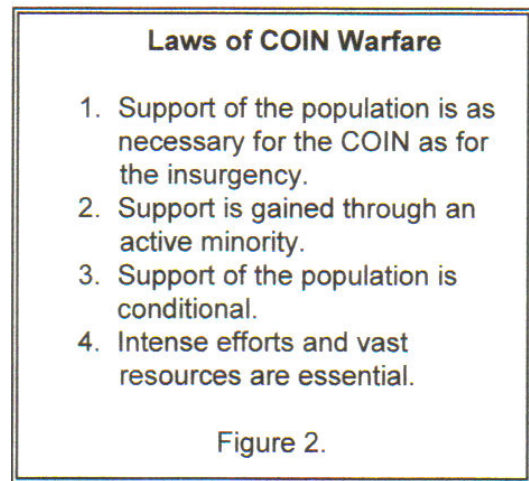 Laws of COIN Warfare
1. Support of the population is as
necessary for the COIN as for
the insurgency.
2. Support is gained through an
active minority.
3. Support of the population is
conditional.
4. Intense efforts and vast
resources are essential.
Figure 2.